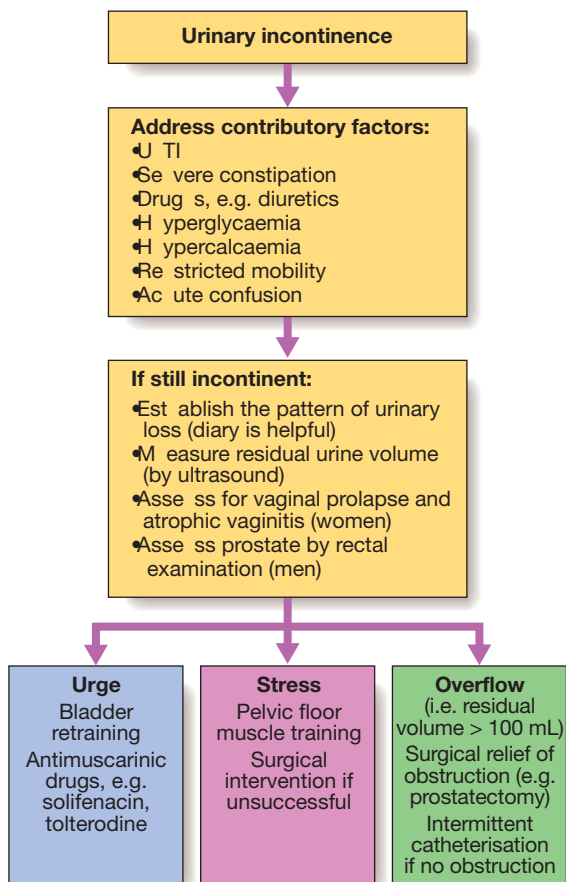 Urinary incontinence
Address contributory factors:
•U TI
•Se vere constipation
•Drug s, e.g. diuretics
•H yperglycaemia
•H ypercalcaemia
•Re stricted mobility
•Ac ute confusion
If still incontinent:
•Est ablish the pattern of urinary
loss (diary is helpful)
•M easure residual urine volume
(by ultrasound)
•Asse ss for vaginal prolapse and
atrophic vaginitis (women)
•Asse ss prostate by rectal
examination (men)
Urge
Bladder
retraining
Antimuscarinic
drugs, e.g.
solifenacin,
tolterodine
Stress
Pelvic floor
muscle training
Surgical
intervention if
unsuccessful
Overflow
(i.e. residual
volume > 100 mL)
Surgical relief of
obstruction (e.g.
prostatectomy)
Intermittent
catheterisation
if no obstruction